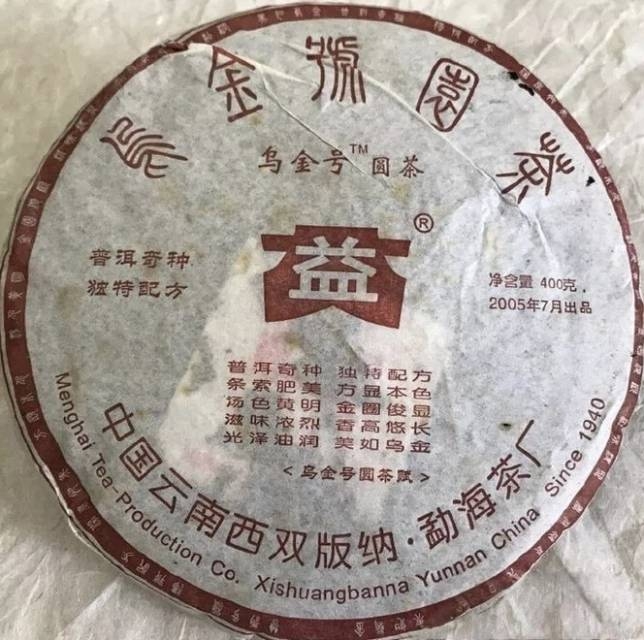 乌金號圆茶
乌金号™圆茶
益®
普洱奇种
独特配方
净含量 400克.
2005年7月出品
普洱奇种 独特配方
条索肥美 方显本色
汤色黄明 金圈俊显
滋味浓烈 香高悠长
光泽油润 美如乌金
<乌金号圆茶赋>
中国云南西双版纳·勐海茶厂
Menghai Tea-Production Co. Xishuangbanna Yunnan China Since 1940